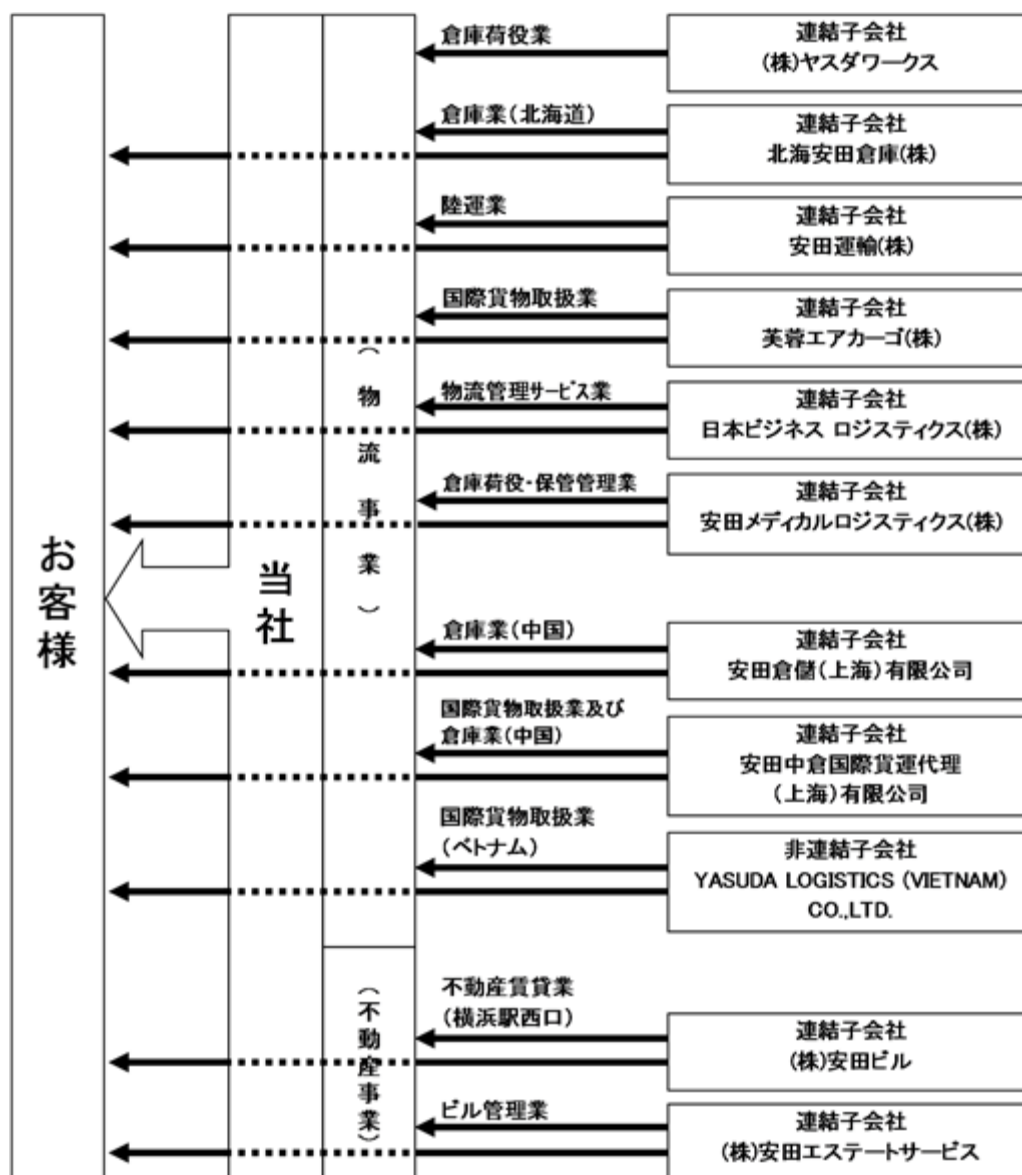 お客様
当社
(物流事業)
倉庫荷役業
連結子会社
(株)ヤスダワークス
倉庫業(北海道)
連結子会社
北海安田倉庫(株)
陸運業
連結子会社
安田運輸(株)
国際貨物取扱業
連結子会社
芙蓉エアカーゴ(株)
物流管理サービス業
連結子会社
日本ビジネス ロジスティクス(株)
倉庫荷役・保管管理業
連結子会社
安田メディカルロジスティクス(株)
倉庫業(中国)
連結子会社
安田倉儲(上海)有限公司
国際貨物取扱業及び
倉庫業(中国)
連結子会社
安田中倉国際貨運代理
(上海)有限公司
国際貨物取扱業
(ベトナム)
非連結子会社
YASUDA LOGISTICS (VIETNAM)
CO.,LTD.
(不動産事業)
不動産賃貸業
(横浜駅西口)
連結子会社
(株)安田ビル
ビル管理業
連結子会社
(株)安田エステートサービス